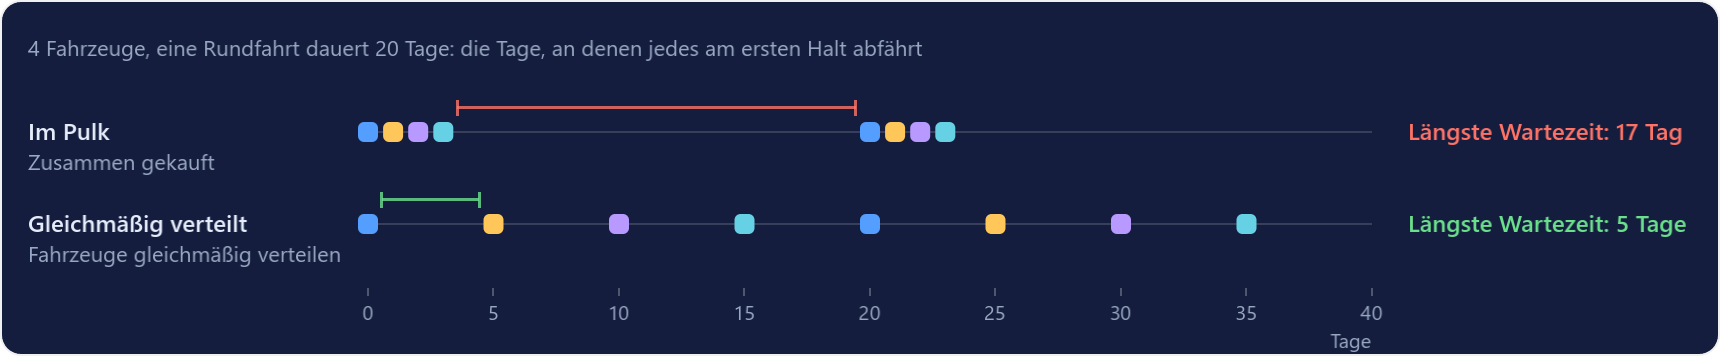 4 Fahrzeuge, eine Rundfahrt dauert 20 Tage: die Tage, an denen jedes am ersten Halt abfährt
Im Pulk
Zusammen gekauft
Längste Wartezeit: 17 Tag
Gleichmäßig verteilt
Fahrzeuge gleichmäßig verteilen
Längste Wartezeit: 5 Tage
0 5 10 15 20 25 30 35 40
Tage